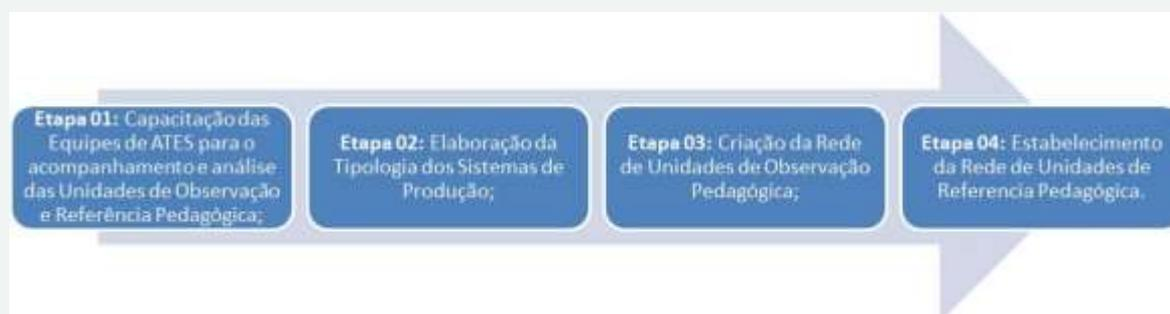 Etapa 01: Capacitação das
Equipes de ATES para o
acompanhamento e análise
das Unidades de Observação
e Referência Pedagógica;
Etapa 02: Elaboração da
Tipologia dos Sistemas de
Produção;
Etapa 03: Criação da Rede
de Unidades de Observação
Pedagógica;
Etapa 04: Estabelecimento
da Rede de Unidades de
Referencia Pedagógica.